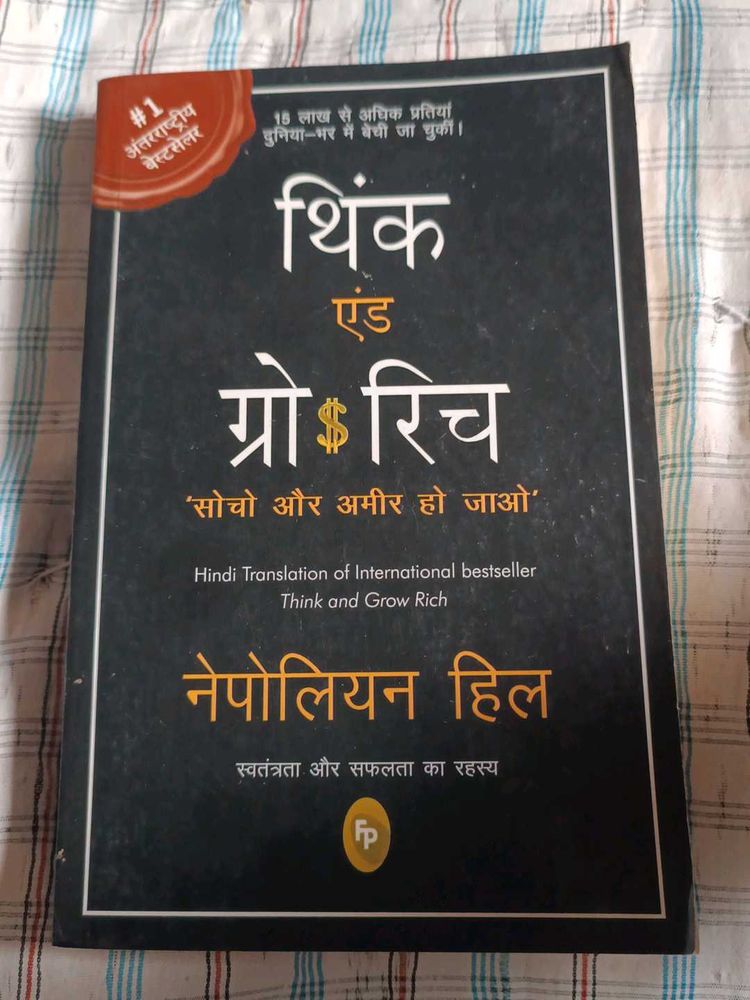 #1
अंतरराष्ट्रीय
बेस्टसेलर
15 लाख से अधिक प्रतियां
दुनिया-भर में बेची जा चुकीं।
थिंक
एंड
ग्रो $ रिच
'सोचो और अमीर हो जाओ'
Hindi Translation of International bestseller
Think and Grow Rich
नेपोलियन हिल
स्वतंत्रता और सफलता का रहस्य
FP